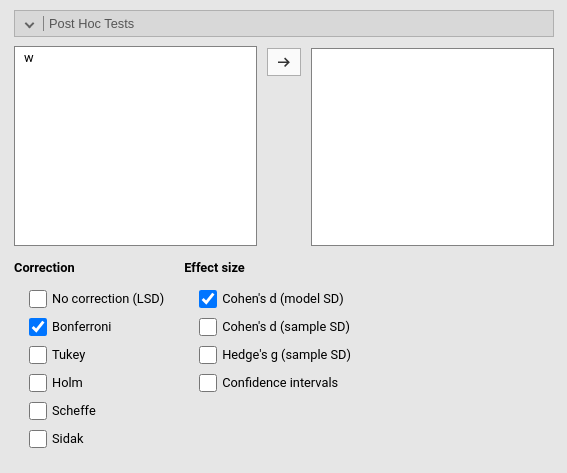 Post Hoc Tests
w
Correction
Effect size
No correction (LSD)
Cohen's d (model SD)
Bonferroni
Cohen's d (sample SD)
Tukey
Hedge's g (sample SD)
Holm
Confidence intervals
Scheffe
Sidak